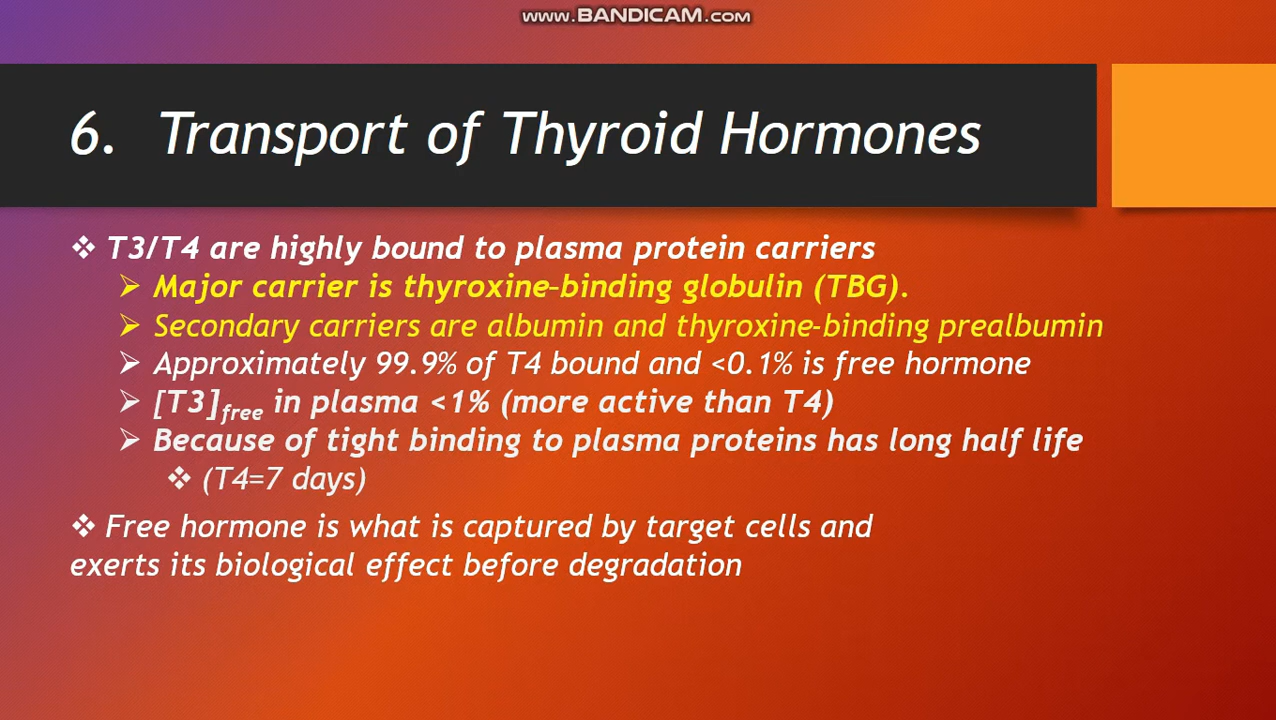 www.BANDICAM.com
6. Transport of Thyroid Hormones
❖ T3/T4 are highly bound to plasma protein carriers
➢ Major carrier is thyroxine-binding globulin (TBG).
➢ Secondary carriers are albumin and thyroxine-binding prealbumin
➢ Approximately 99.9% of T4 bound and <0.1% is free hormone
➢ [T3]free in plasma <1% (more active than T4)
➢ Because of tight binding to plasma proteins has long half life
❖ (T4=7 days)
❖ Free hormone is what is captured by target cells and
exerts its biological effect before degradation